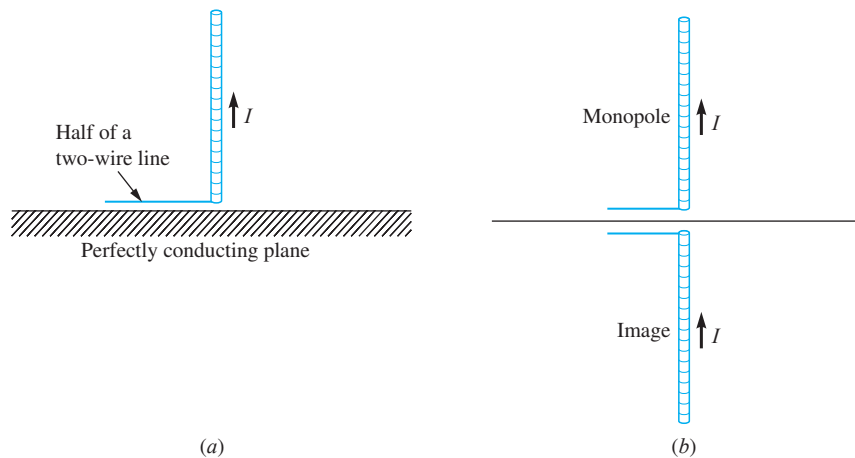 I
Half of a
two-wire line
Perfectly conducting plane
(a)
Monopole
I
Image
I
(b)